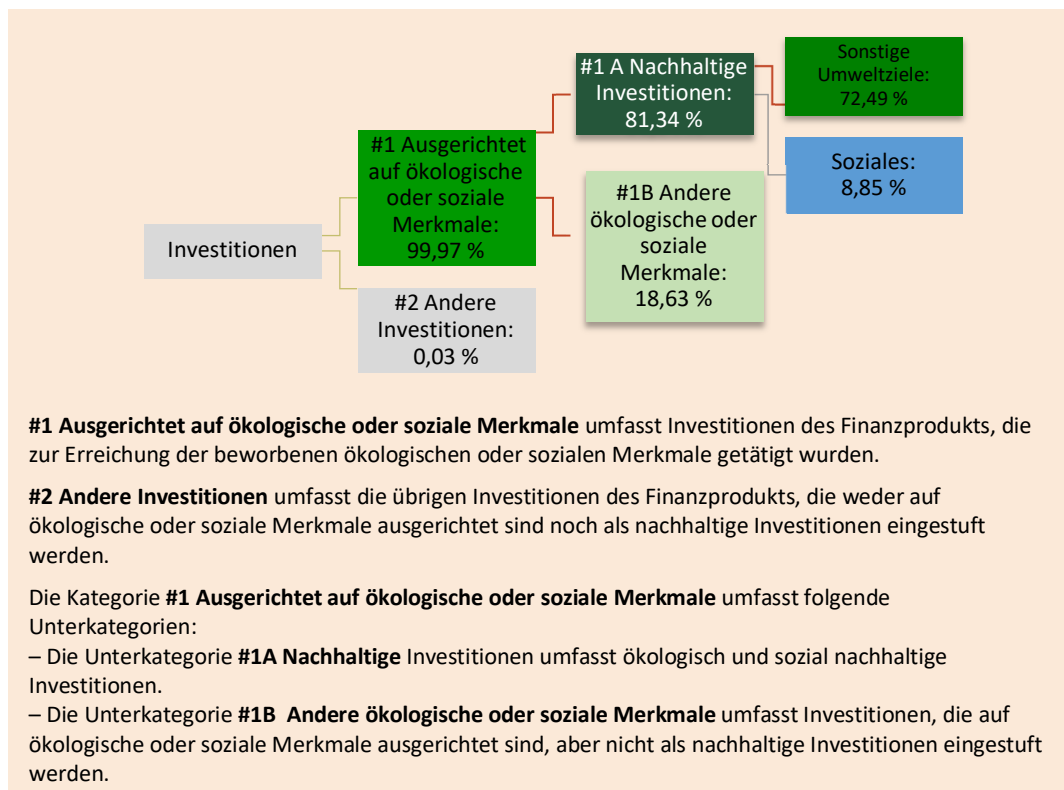 Investitionen
#1 Ausgerichtet
auf ökologische
oder soziale
Merkmale:
99,97 %
#2 Andere
Investitionen:
0,03 %
#1 A Nachhaltige
Investitionen:
81,34 %
#1B Andere
ökologische oder
soziale
Merkmale:
18,63 %
Sonstige
Umweltziele:
72,49 %
Soziales:
8,85 %
#1 Ausgerichtet auf ökologische oder soziale Merkmale umfasst Investitionen des Finanzprodukts, die
zur Erreichung der beworbenen ökologischen oder sozialen Merkmale getätigt wurden.
#2 Andere Investitionen umfasst die übrigen Investitionen des Finanzprodukts, die weder auf
ökologische oder soziale Merkmale ausgerichtet sind noch als nachhaltige Investitionen eingestuft
werden.
Die Kategorie #1 Ausgerichtet auf ökologische oder soziale Merkmale umfasst folgende
Unterkategorien:
– Die Unterkategorie #1A Nachhaltige Investitionen umfasst ökologisch und sozial nachhaltige
Investitionen.
– Die Unterkategorie #1B Andere ökologische oder soziale Merkmale umfasst Investitionen, die auf
ökologische oder soziale Merkmale ausgerichtet sind, aber nicht als nachhaltige Investitionen eingestuft
werden.